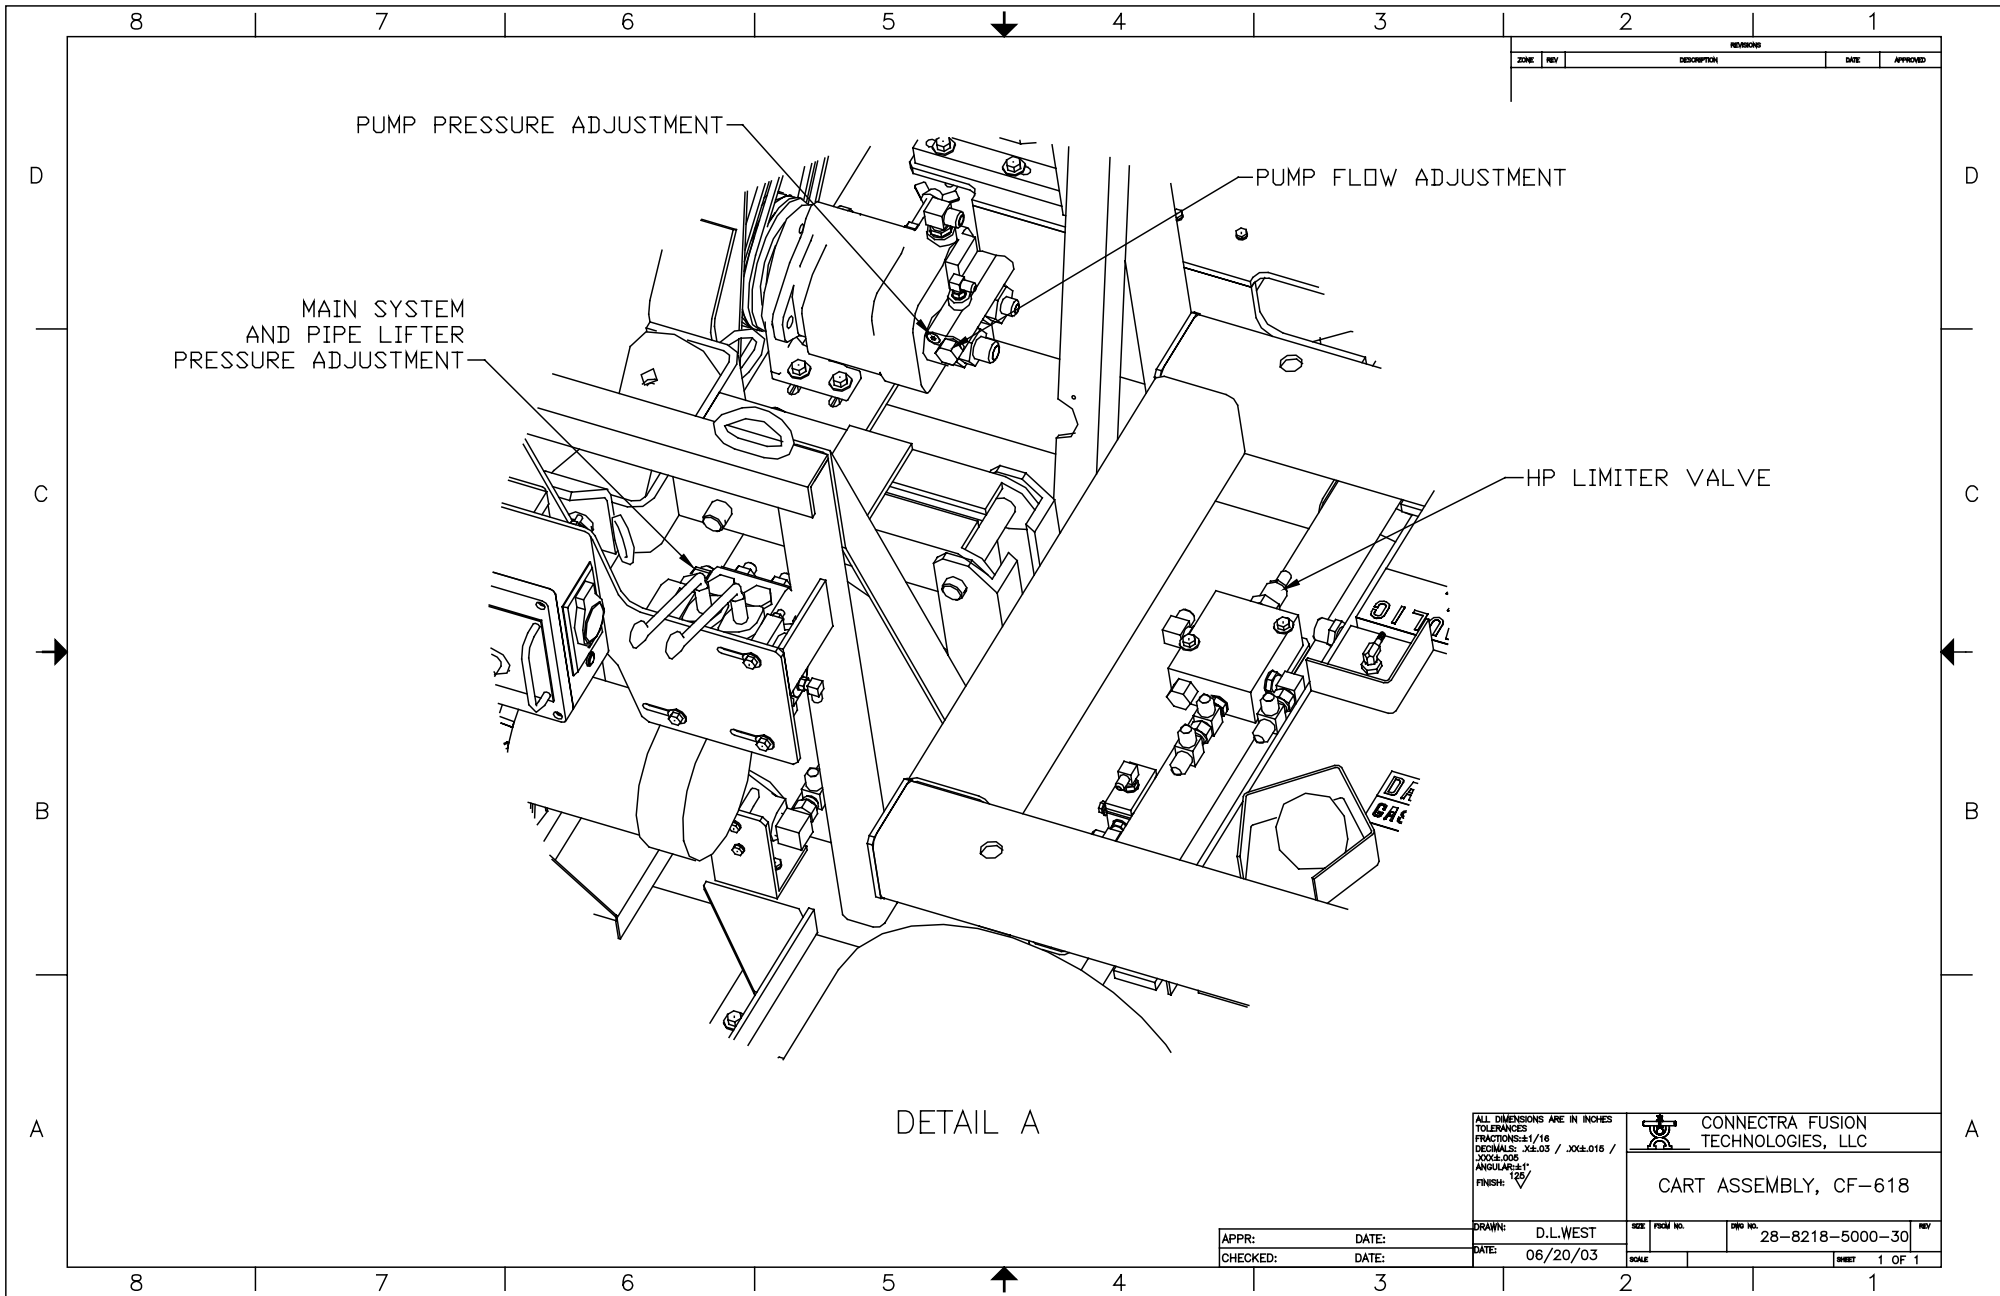 8 7 6 5 4 3 2 1
REVISIONS
ZONE REV DESCRIPTION DATE APPROVED
PUMP PRESSURE ADJUSTMENT
D D
PUMP FLOW ADJUSTMENT
MAIN SYSTEM
AND PIPE LIFTER
PRESSURE ADJUSTMENT
C C
HP LIMITER VALVE
B B
DA
GAS
DETAIL A
A A
ALL DIMENSIONS ARE IN INCHES
TOLERANCES
FRACTIONS:±1/16
DECIMALS: .X±.03 / .XX±.015 /
.XXX±.005
ANGULAR:±1°
FINISH: 125/
CONNECTRA FUSION
TECHNOLOGIES, LLC
CART ASSEMBLY, CF-618
APPR: DATE:
CHECKED: DATE:
DRAWN: D.L.WEST
DATE: 06/20/03
SIZE FSCM NO. DWG NO. 28-8218-5000-30 REV
SCALE SHEET 1 OF 1
8 7 6 5 4 3 2 1